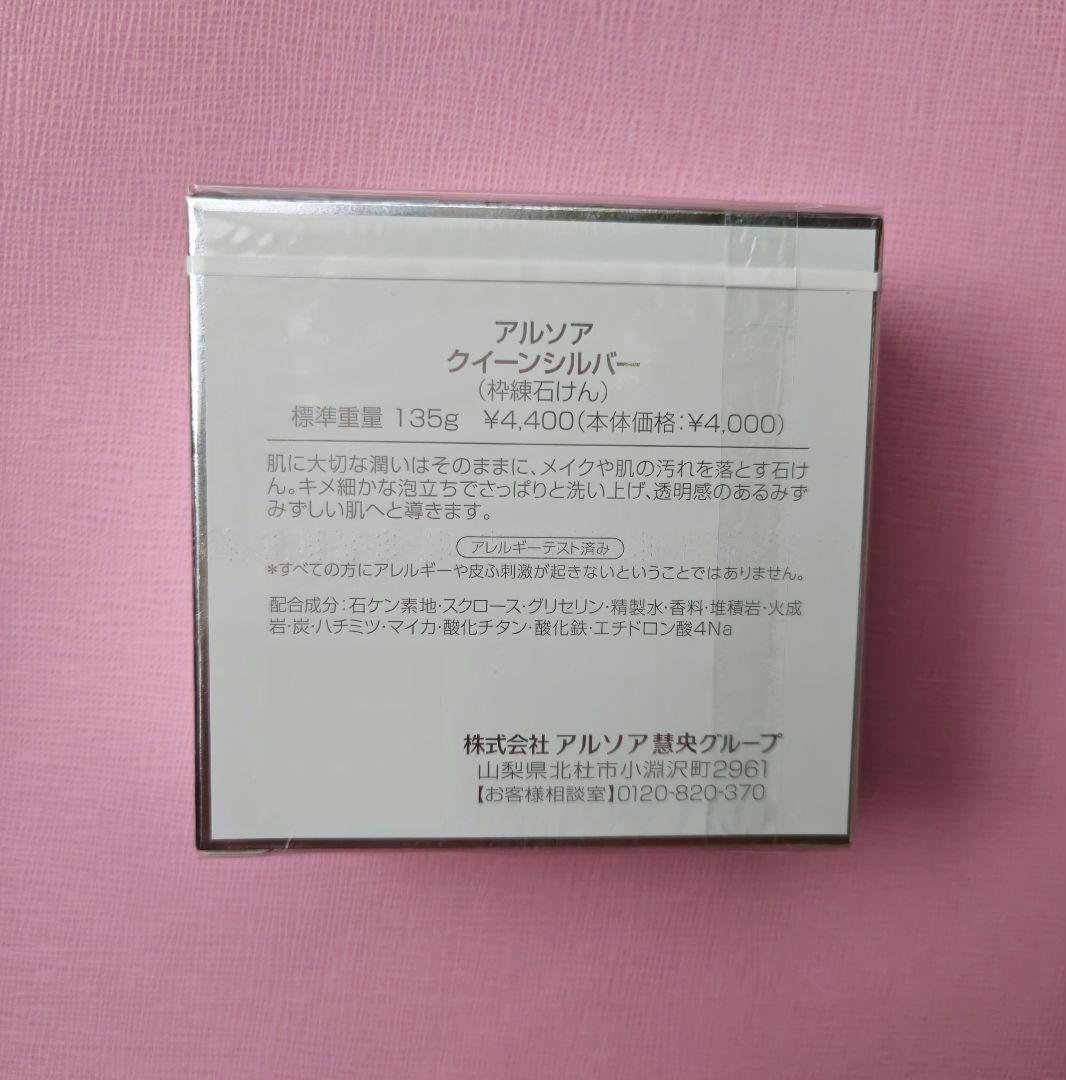 アルソア
クイーンシルバー
（枠練石けん）
標準重量 135g ¥4,400（本体価格：¥4,000）
肌に大切な潤いはそのままに、メイクや肌の汚れを落とす石け
ん。キメ細かな泡立ちでさっぱりと洗い上げ、透明感のあるみず
みずしい肌へと導きます。
アレルギーテスト済み
*すべての方にアレルギーや皮ふ刺激が起きないということではありません。
配合成分：石ケン素地・スクロース・グリセリン・精製水・香料・堆積岩・火成
岩・炭・ハチミツ・マイカ・酸化チタン・酸化鉄・エチドロン酸4Na
株式会社 アルソア慧央グループ
山梨県北杜市小淵沢町2961
【お客様相談室】0120-820-370